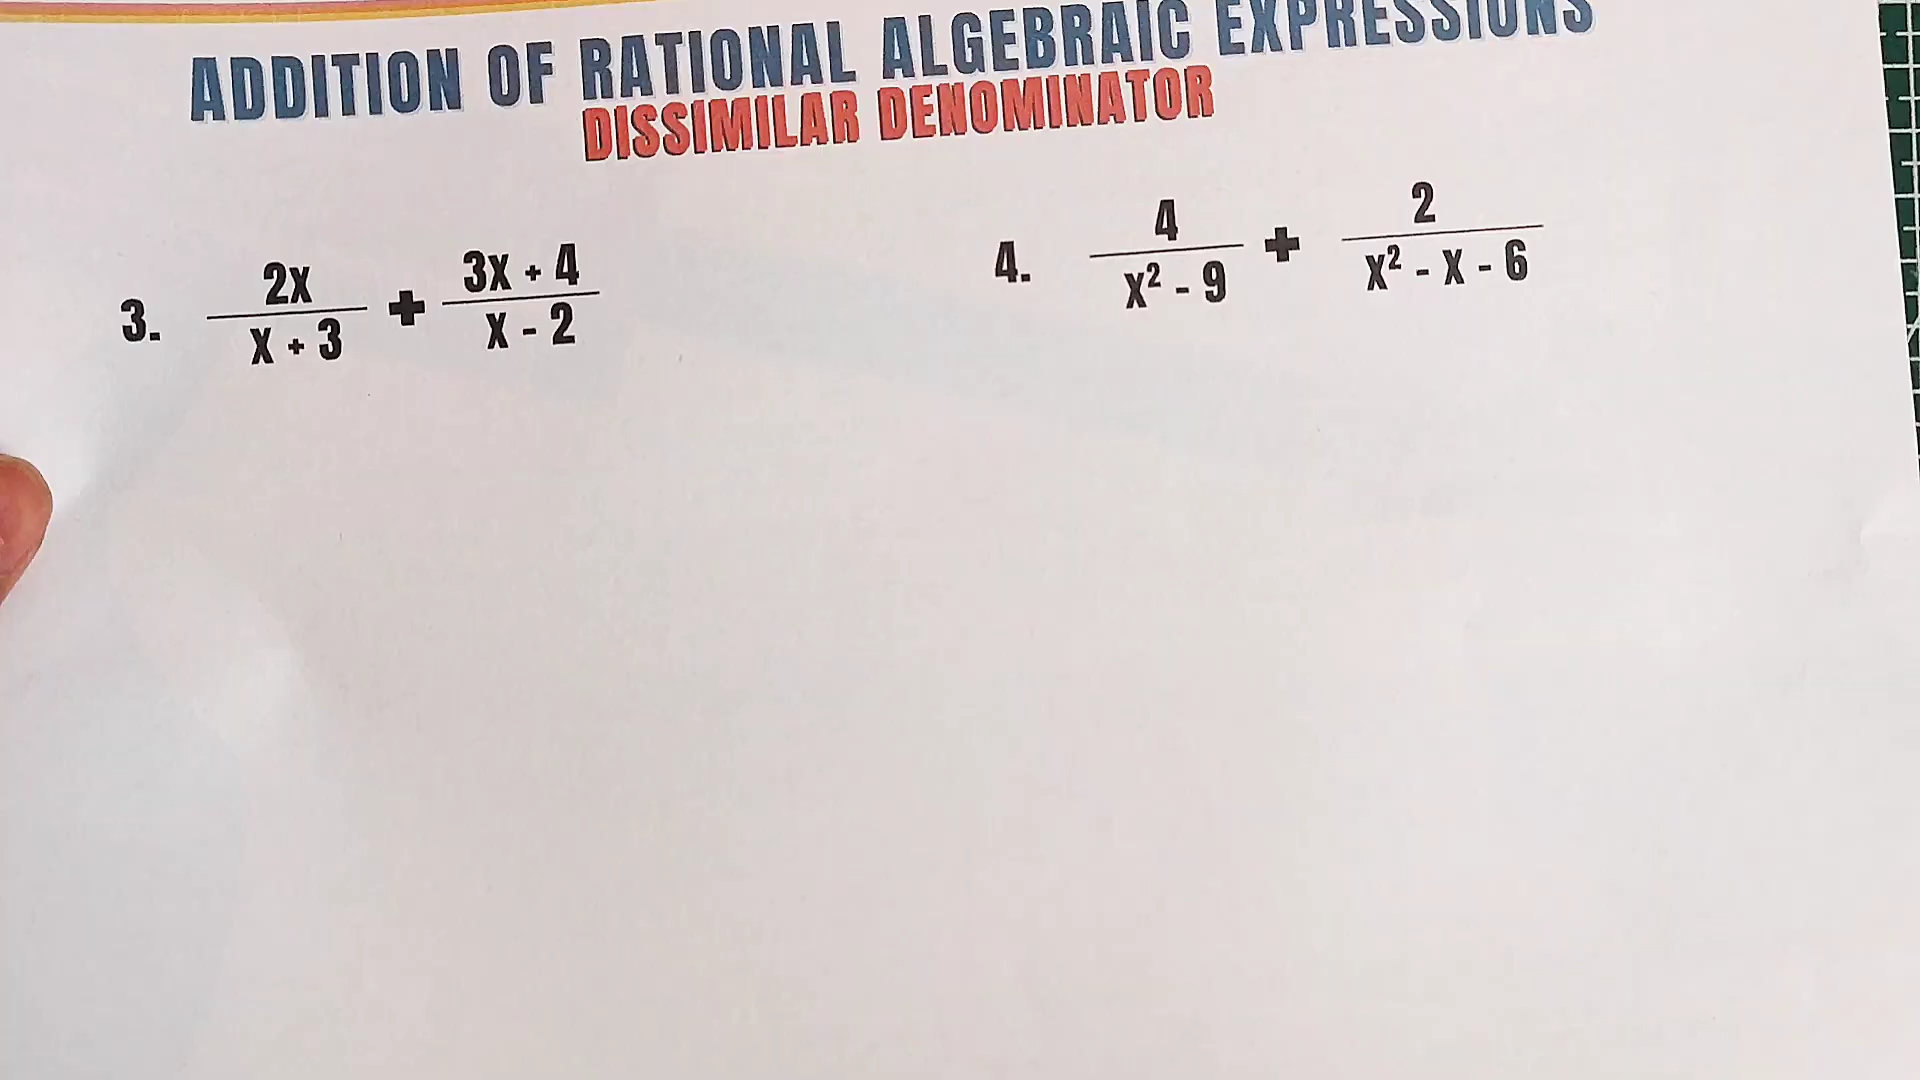 ADDITION OF RATIONAL ALGEBRAIC EXPRESSIONS
DISSIMILAR DENOMINATOR
3. 2x / x + 3 + 3x + 4 / x - 2
4. 4 / x² - 9 + 2 / x² - x - 6